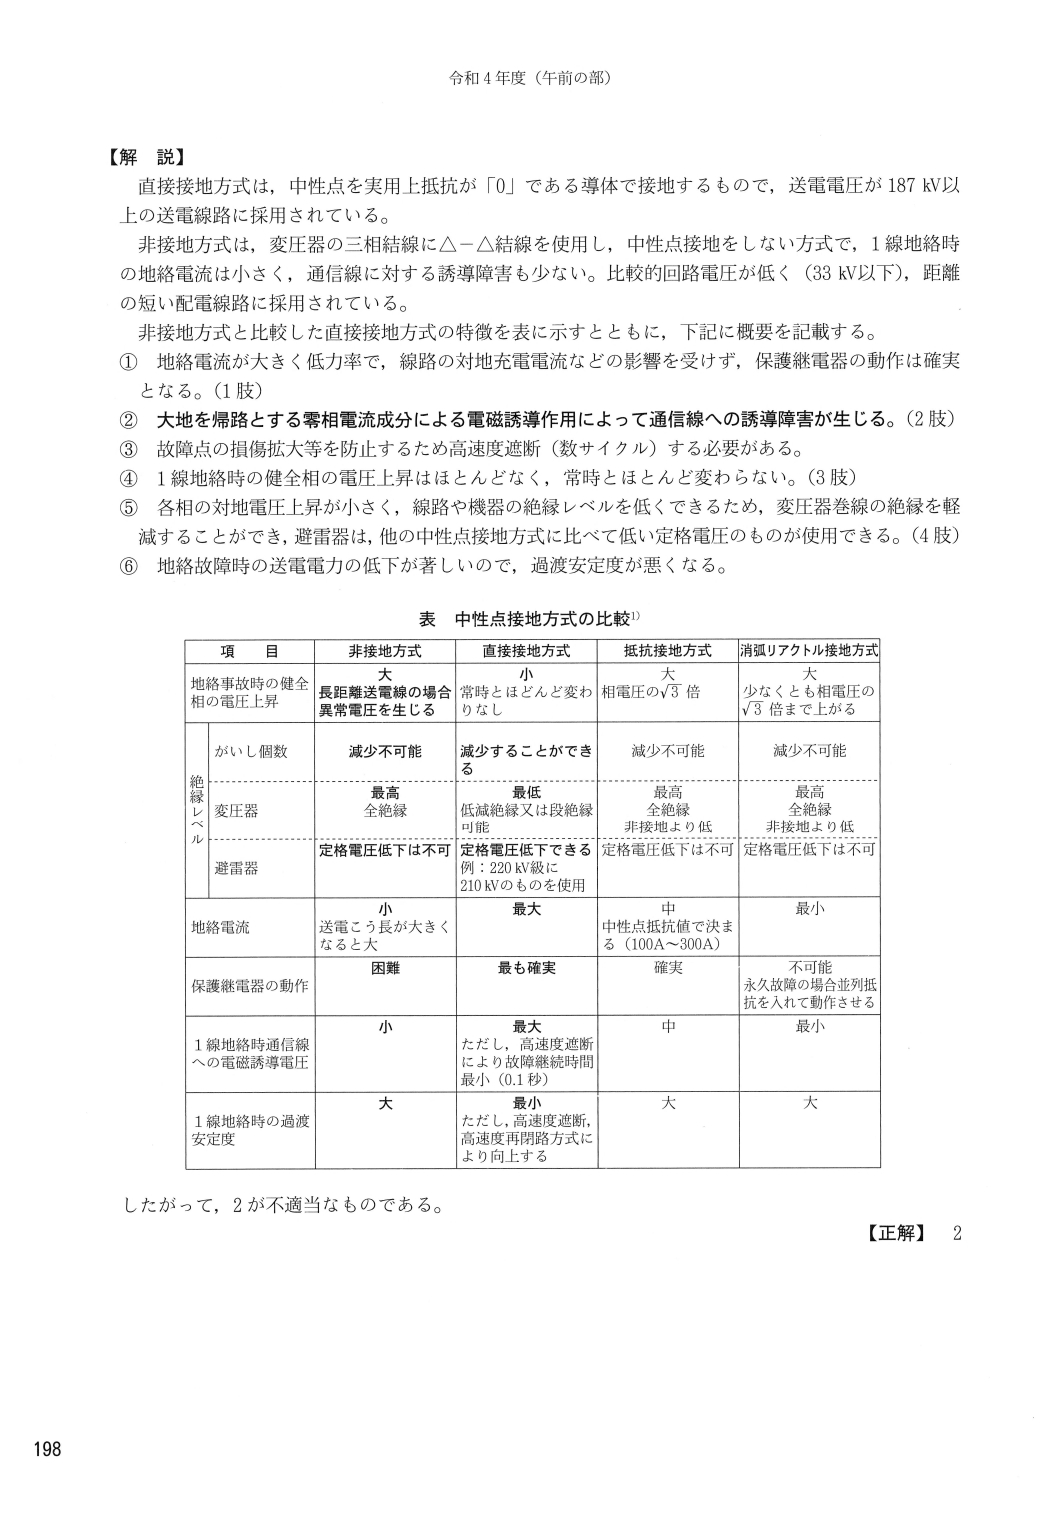 令和4年度（午前の部）
【解　説】
直接接地方式は，中性点を実用上抵抗が「0」である導体で接地するもので，送電電圧が187 kV以
上の送電線路に採用されている。
非接地方式は，変圧器の三相結線に△－△結線を使用し，中性点接地をしない方式で，1線地絡時
の地絡電流は小さく，通信線に対する誘導障害も少ない。比較的回路電圧が低く（33 kV以下），距離
の短い配電線路に採用されている。
非接地方式と比較した直接接地方式の特徴を表に示すとともに，下記に概要を記載する。
①　地絡電流が大きく低力率で，線路の対地充電電流などの影響を受けず，保護継電器の動作は確実
となる。（1肢）
②　大地を帰路とする零相電流成分による電磁誘導作用によって通信線への誘導障害が生じる。（2肢）
③　故障点の損傷拡大等を防止するため高速度遮断（数サイクル）する必要がある。
④　1線地絡時の健全相の電圧上昇はほとんどなく，常時とほとんど変わらない。（3肢）
⑤　各相の対地電圧上昇が小さく，線路や機器の絶縁レベルを低くできるため，変圧器巻線の絶縁を軽
減することができ，避雷器は，他の中性点接地方式に比べて低い定格電圧のものが使用できる。（4肢）
⑥　地絡故障時の送電電力の低下が著しいので，過渡安定度が悪くなる。
表　中性点接地方式の比較1)
項　目　非接地方式　直接接地方式　抵抗接地方式　消弧リアクトル接地方式
地絡事故時の健全
相の電圧上昇
大
長距離送電線の場合
異常電圧を生じる
小
常時とほどんど変わ
りなし
大
相電圧の√3 倍
大
少なくとも相電圧の
√3 倍まで上がる
絶縁レベル
がいし個数
減少不可能
減少することができ
る
減少不可能
減少不可能
変圧器
最高
全絶縁
最低
低減絶縁又は段絶縁
可能
最高
全絶縁
非接地より低
最高
全絶縁
非接地より低
避雷器
定格電圧低下は不可
定格電圧低下できる
例：220 kV級に
210 kVのものを使用
定格電圧低下は不可
定格電圧低下は不可
地絡電流
小
送電こう長が大きく
なると大
最大
中
中性点抵抗値で決ま
る（100A～300A）
最小
保護継電器の動作
困難
最も確実
確実
不可能
永久故障の場合並列抵
抗を入れて動作させる
1線地絡時通信線
への電磁誘導電圧
小
最大
ただし，高速度遮断
により故障継続時間
最小（0.1秒）
中
最小
1線地絡時の過渡
安定度
大
最小
ただし，高速度遮断，
高速度再閉路方式に
より向上する
大
大
したがって，2が不適当なものである。
【正解】　2
198